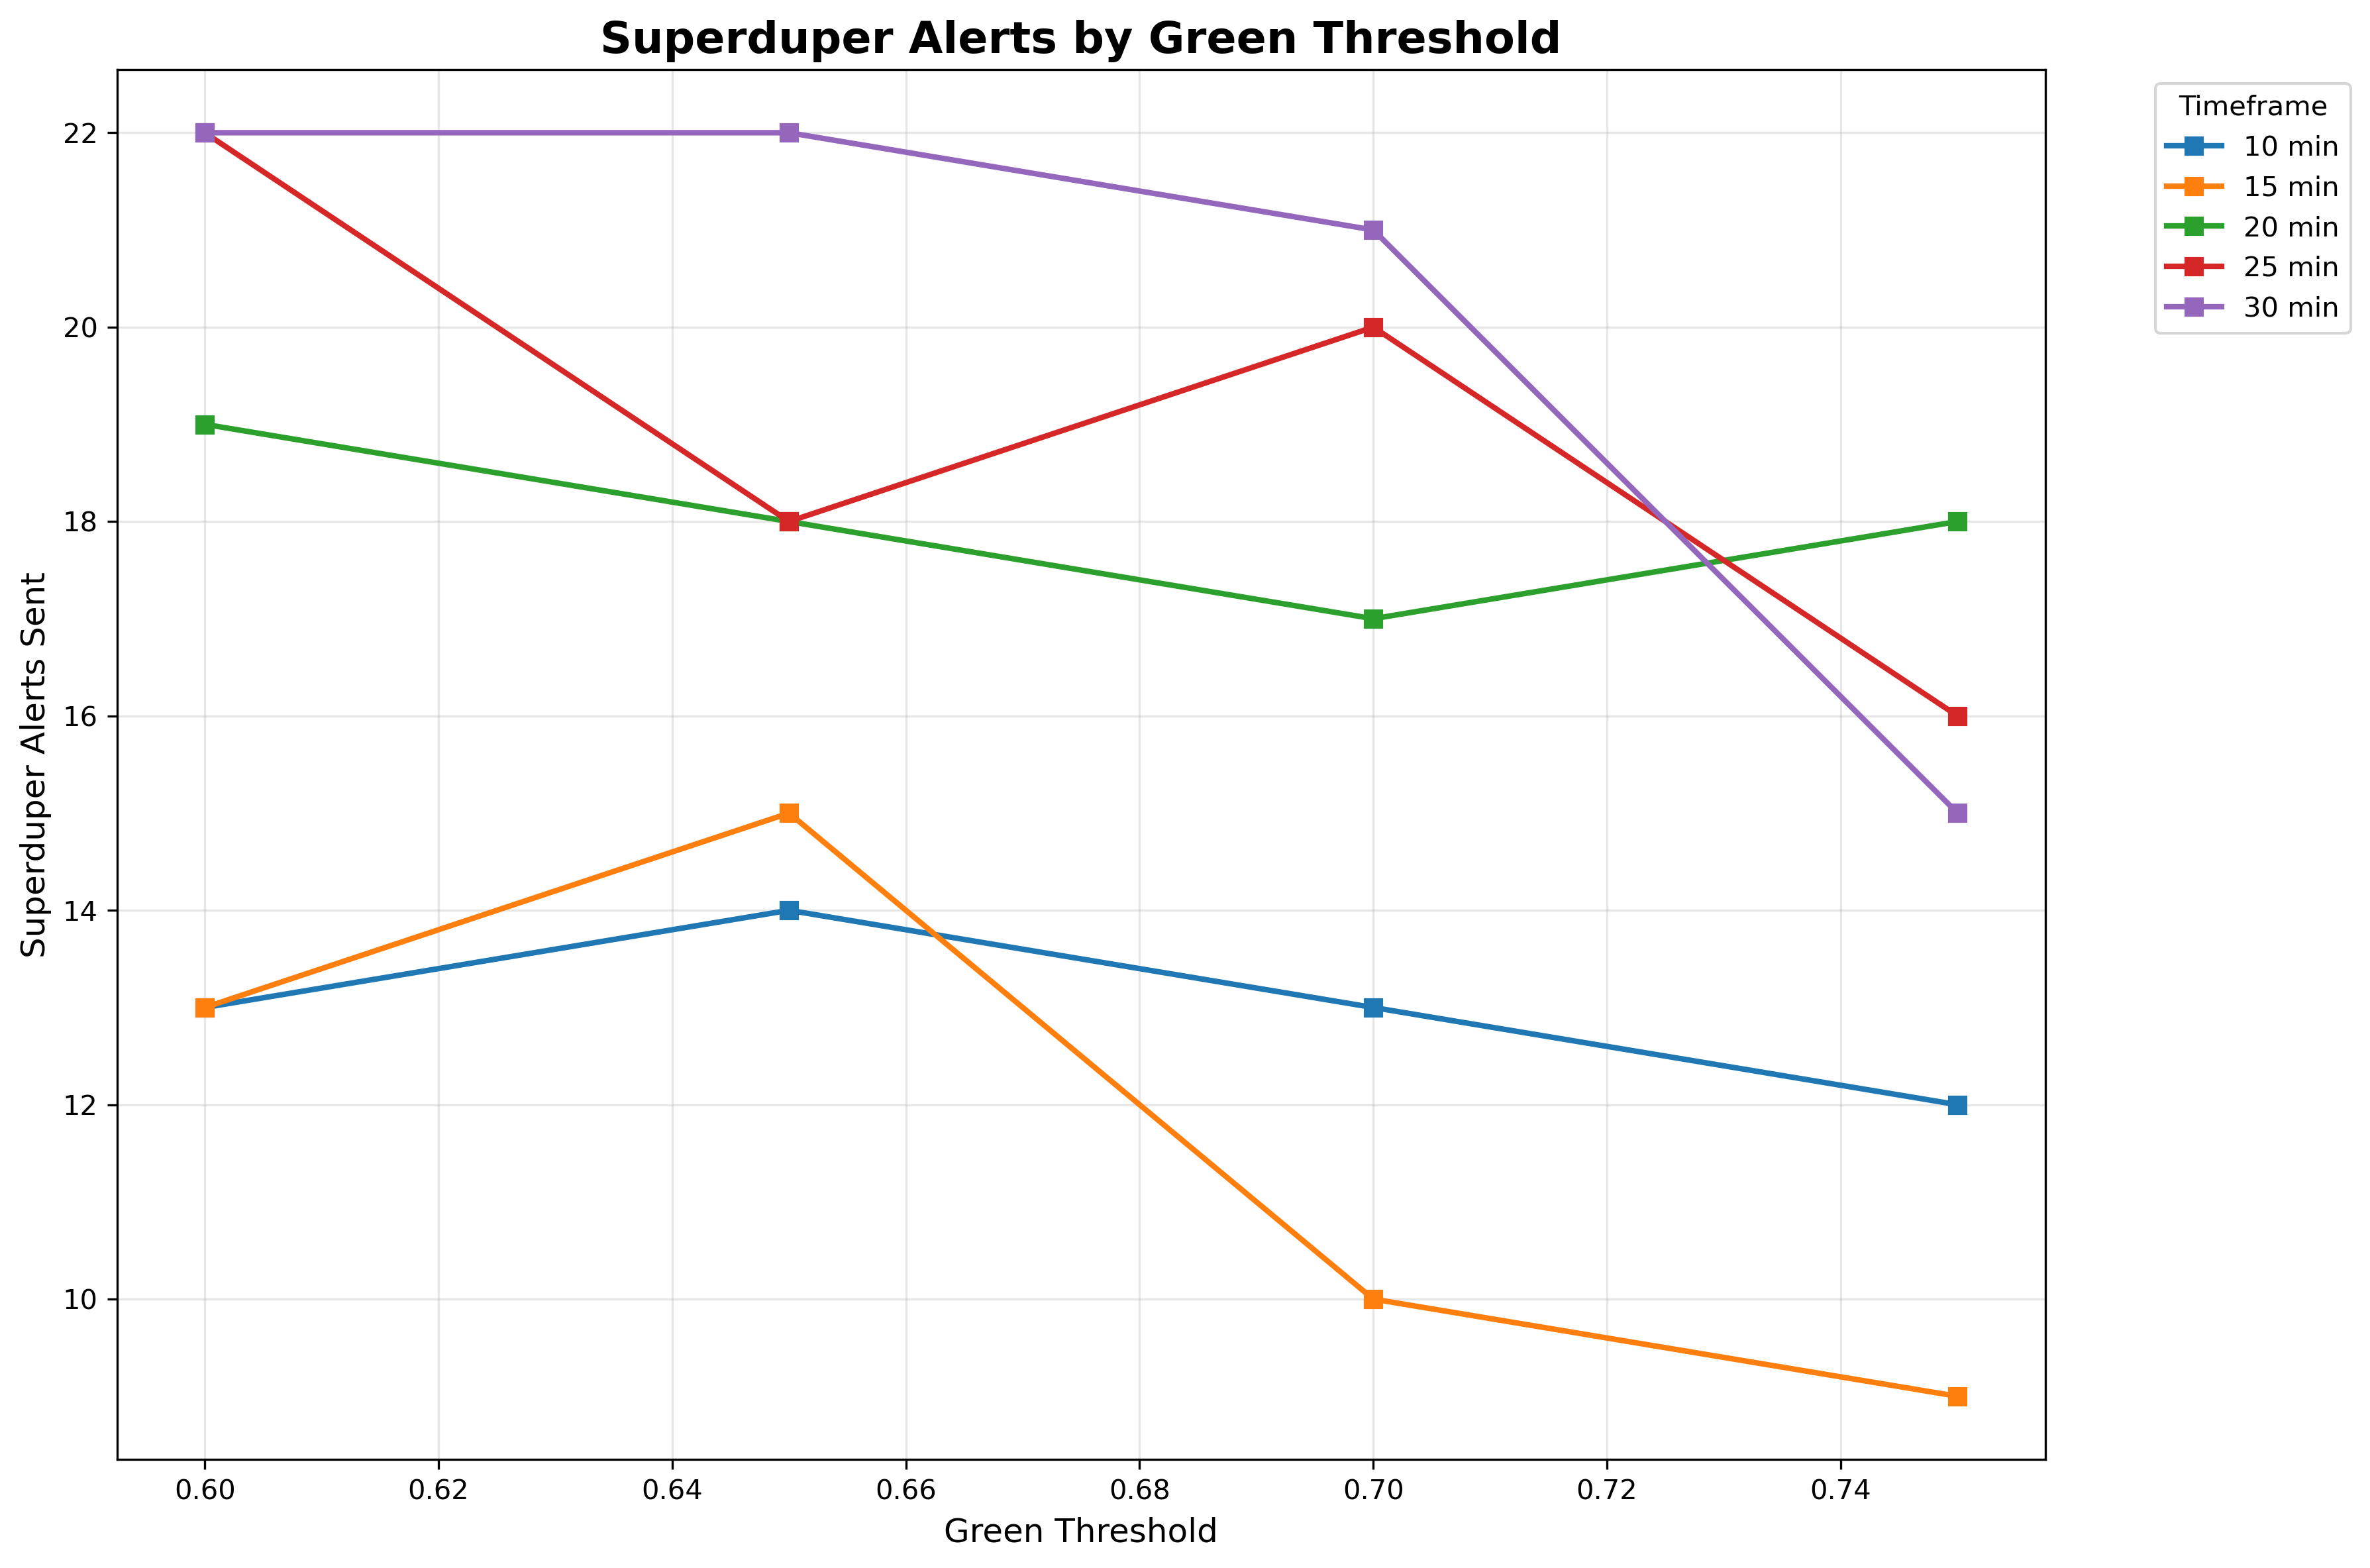 Superduper Alerts by Green Threshold
Superduper Alerts Sent
22
20
18
16
14
12
10
0.60 0.62 0.64 0.66 0.68 0.70 0.72 0.74
Green Threshold
Timeframe
10 min
15 min
20 min
25 min
30 min